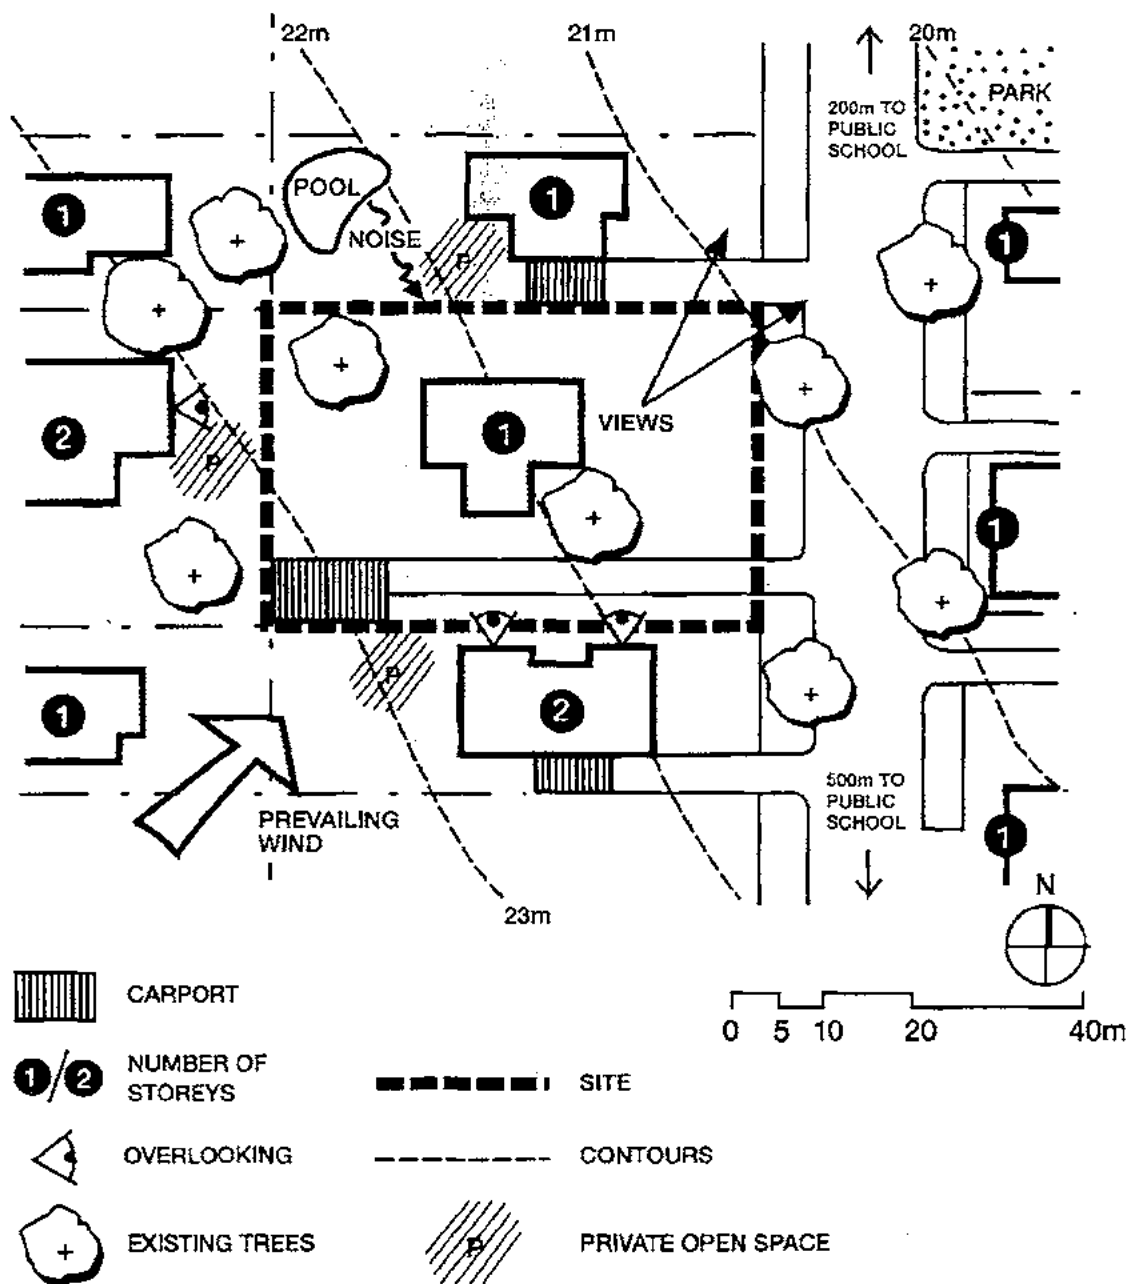 22m
21m
20m
PARK
200m TO
PUBLIC
SCHOOL
POOL
NOISE
1
1
1
P
VIEWS
2
1
P
1
P
2
1
500m TO
PUBLIC
SCHOOL
1
PREVAILING
WIND
23m
N
0 5 10 20 40m
CARPORT
1/2 NUMBER OF
STOREYS
SITE
OVERLOOKING
CONTOURS
EXISTING TREES
P
PRIVATE OPEN SPACE